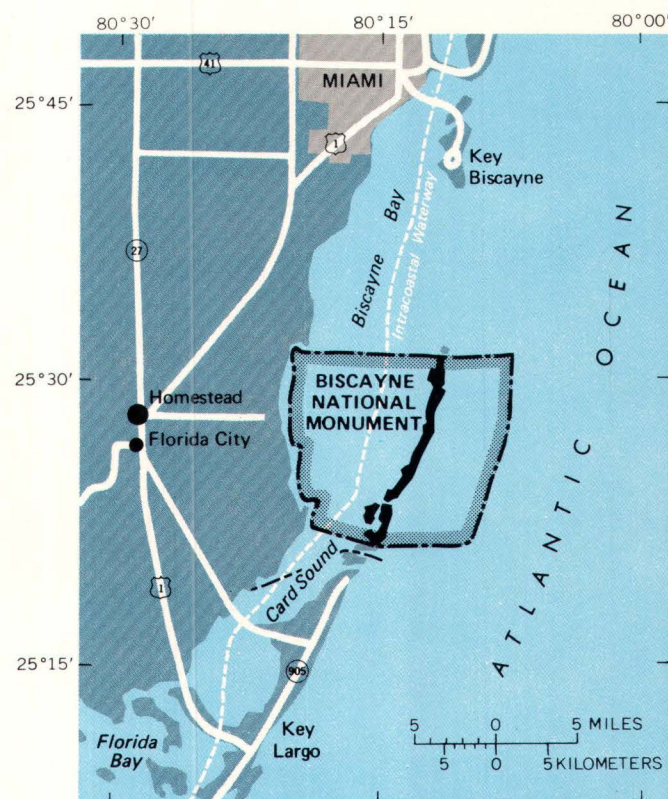 80°30' 80°15' 80°00'
41
MIAMI
25°45'
1
Key
Biscayne
Biscayne Bay
Intracoastal Waterway
27
ATLANTIC OCEAN
25°30'
BISCAYNE
NATIONAL
MONUMENT
Homestead
Florida City
Card Sound
1
25°15'
905
Key
Largo
Florida
Bay
5 0 5 MILES
5 0 5 KILOMETERS